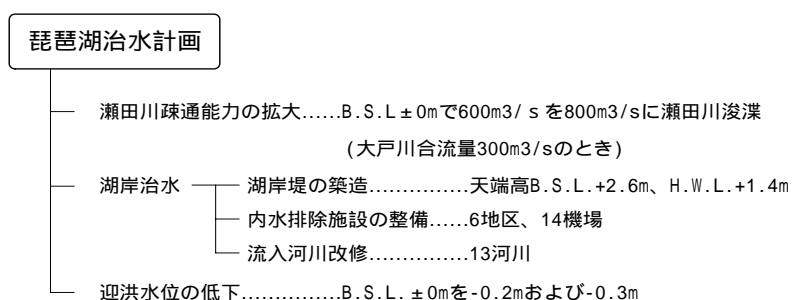 琵琶湖治水計画
瀬田川疎通能力の拡大......B.S.L±0mで600m3/ｓを800m3/sに瀬田川浚渫
(大戸川合流量300m3/sのとき)
湖岸治水 湖岸堤の築造...............天端高B.S.L.+2.6m、H.W.L.+1.4m
内水排除施設の整備......6地区、14機場
流入河川改修...............13河川
迎洪水位の低下...............B.S.L.±0mを-0.2mおよび-0.3m